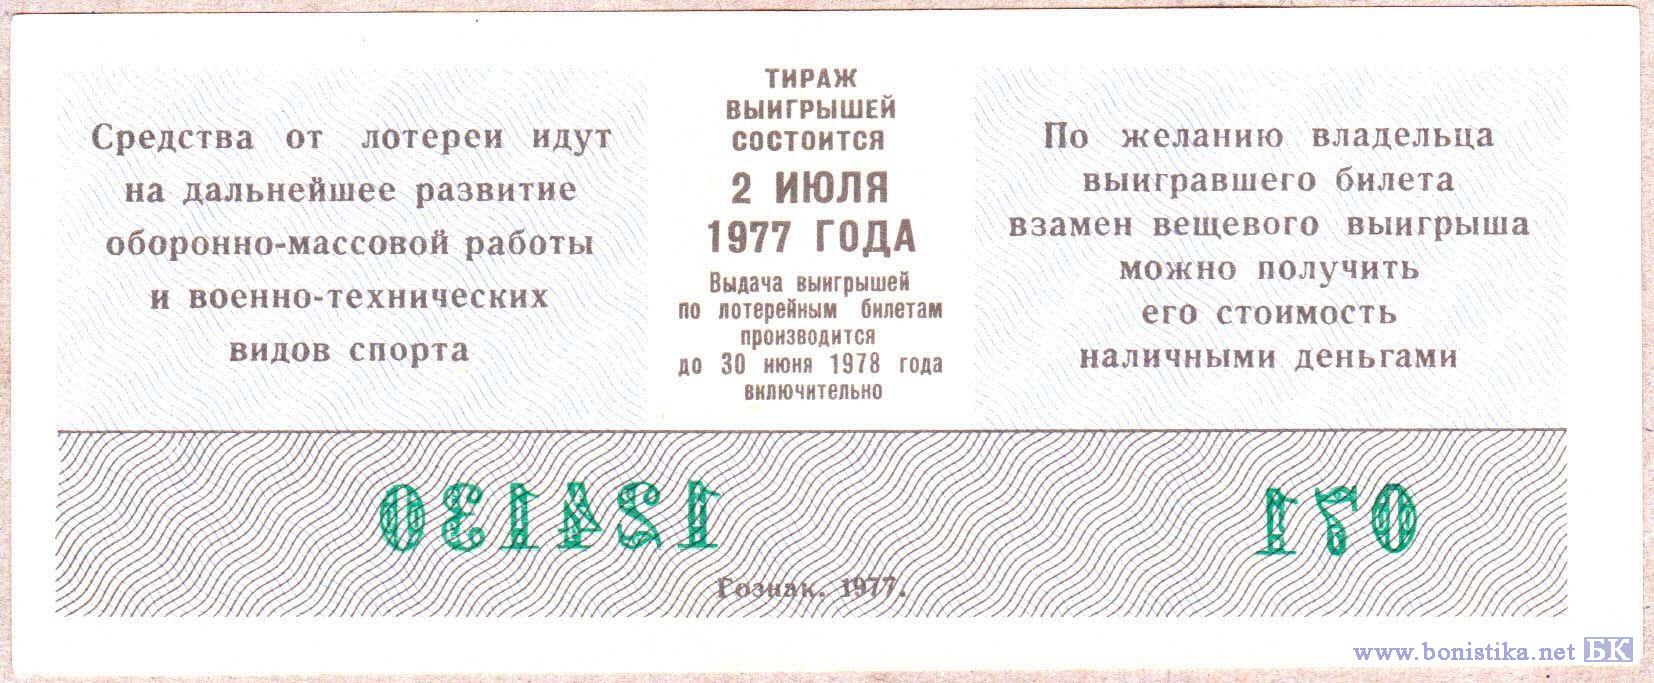 Средства от лотереи идут
на дальнейшее развитие
оборонно-массовой работы
и военно-технических
видов спорта
ТИРАЖ
ВЫИГРЫШЕЙ
СОСТОИТСЯ
2 ИЮЛЯ
1977 ГОДА
Выдача выигрышей
по лотерейным билетам
производится
до 30 июня 1978 года
включительно
По желанию владельца
выигравшего билета
взамен вещевого выигрыша
можно получить
его стоимость
наличными деньгами
124130
071
Гознак. 1977.
www.bonistika.net БК